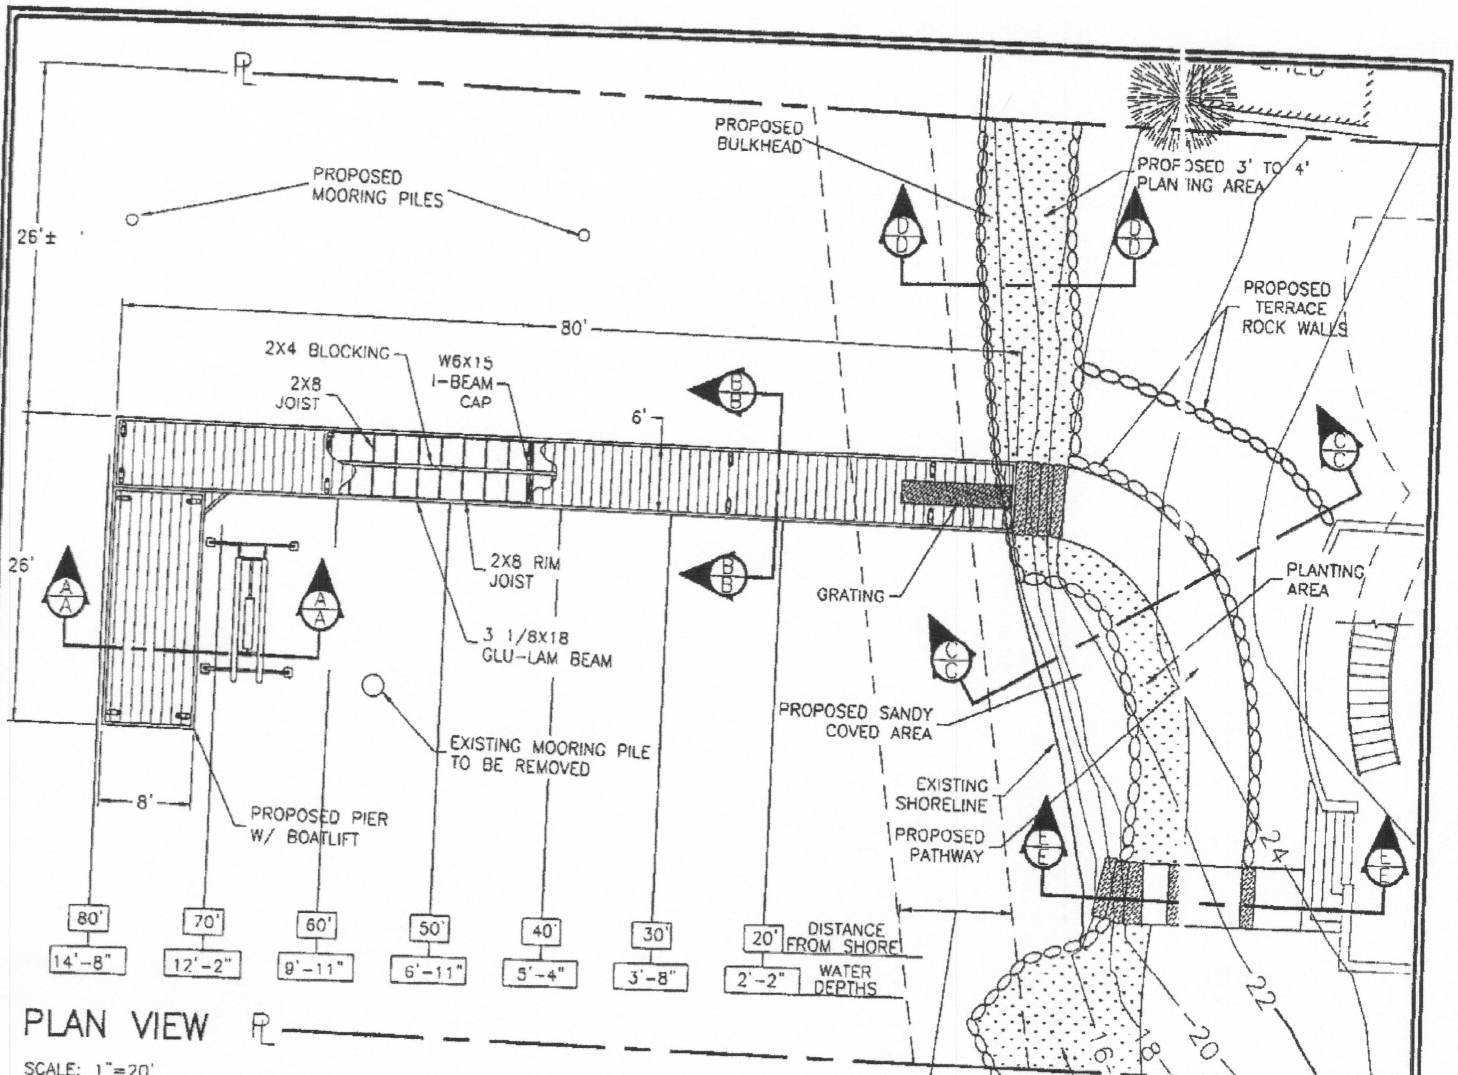 PL
PROPOSED
BULKHEAD
PROPOSED
MOORING PILES
PROPOSED 3' TO 4'
PLANTING AREA
26'±
D
D
D
D
PROPOSED
TERRACE
ROCK WALLS
80'
2X4 BLOCKING
W6X15
I-BEAM
CAP
2X8
JOIST
6'
B
B
C
C
26'
2X8 RIM
JOIST
B
B
GRATING
PLANTING
AREA
A
A
A
A
3 1/8X18
GLU-LAM BEAM
C
C
PROPOSED SANDY
COVED AREA
EXISTING MOORING PILE
TO BE REMOVED
EXISTING
SHORELINE
8'
PROPOSED PIER
W/ BOATLIFT
PROPOSED
PATHWAY
E
E
E
E
24
80'
70'
60'
50'
40'
30'
20'
DISTANCE
FROM SHORE
14'-8"
12'-2"
9'-11"
6'-11"
5'-4"
3'-8"
2'-2"
WATER
DEPTHS
22
20
18
16
PLAN VIEW
PL
SCALE: 1"=20'